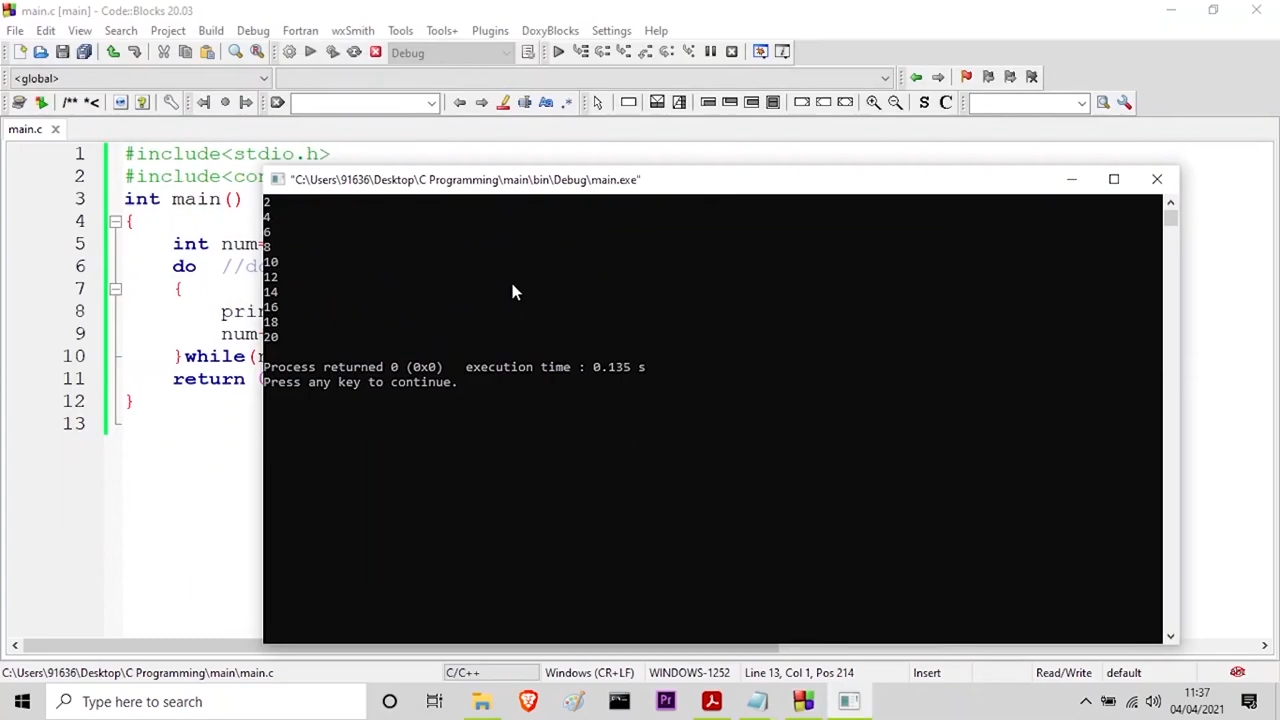 main.c [main] - Code::Blocks 20.03
File Edit View Search Project Build Debug Fortran wxSmith Tools Tools+ Plugins DoxyBlocks Settings Help
Debug
<global>
/** *< Aa .* S C
main.c
1 #include<stdio.h>
2 #include<co
3 int main()
4 {
5 int num=
6 do //d
7 {
8 prin
9 num=
10 }while(
11 return (
12 }
13
"C:\Users\91636\Desktop\C Programming\main\bin\Debug\main.exe"
2
4
6
8
10
12
14
16
18
20
Process returned 0 (0x0) execution time : 0.135 s
Press any key to continue.
C:\Users\91636\Desktop\C Programming\main\main.c C/C++ Windows (CR+LF) WINDOWS-1252 Line 13, Col 1, Pos 214 Insert Read/Write default
Type here to search
Pr
11:37
04/04/2021